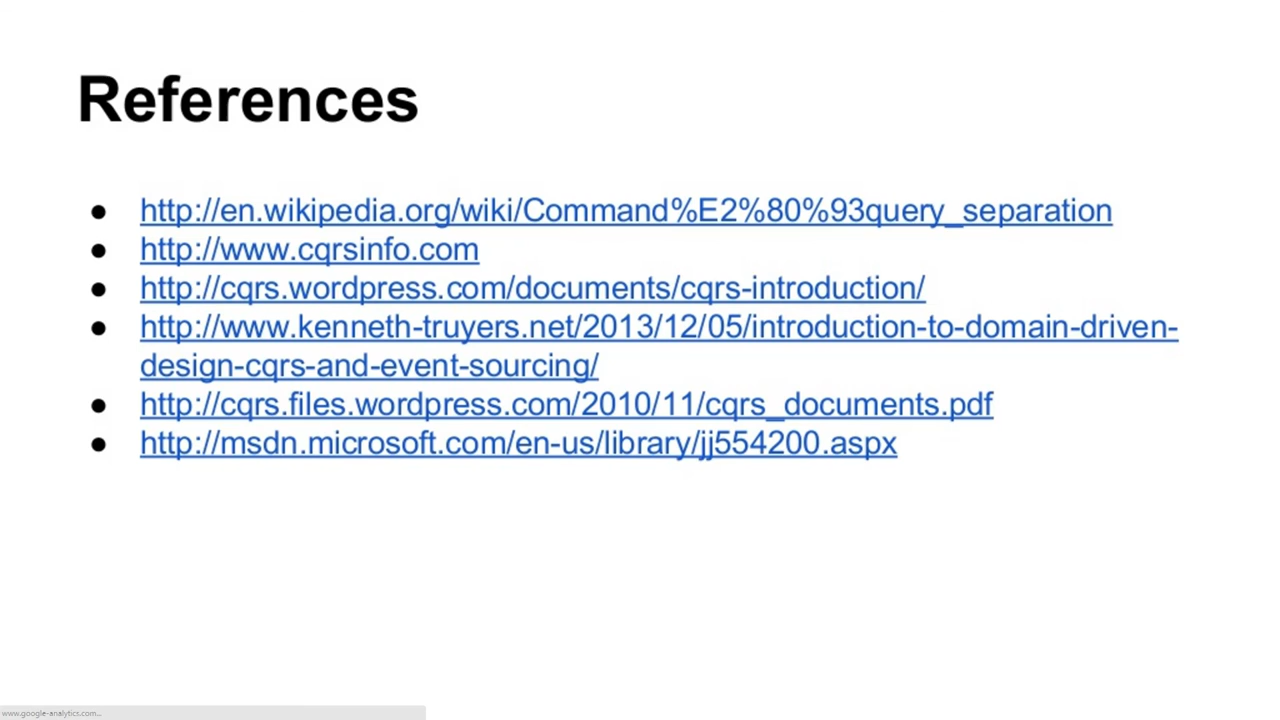 References
● http://en.wikipedia.org/wiki/Command%E2%80%93query_separation
● http://www.cqrsinfo.com
● http://cqrs.wordpress.com/documents/cqrs-introduction/
● http://www.kenneth-truyers.net/2013/12/05/introduction-to-domain-driven-
design-cqrs-and-event-sourcing/
● http://cqrs.files.wordpress.com/2010/11/cqrs_documents.pdf
● http://msdn.microsoft.com/en-us/library/jj554200.aspx
www.google-analytics.com...